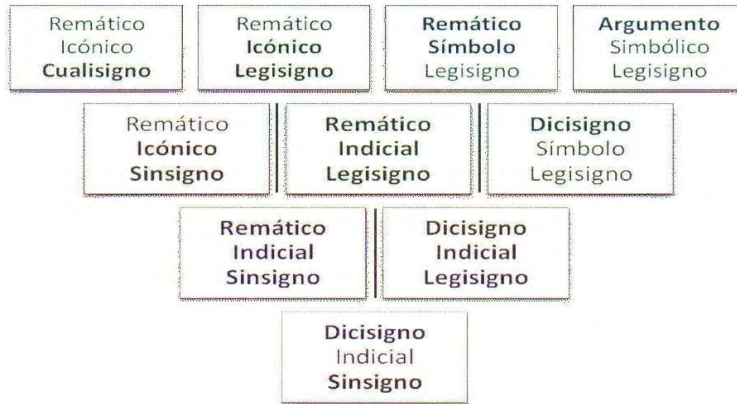 Remático
Icónico
Cualisigno
Remático
Icónico
Legisigno
Remático
Símbolo
Legisigno
Argumento
Simbólico
Legisigno
Remático
Icónico
Sinsigno
Remático
Indicial
Legisigno
Dicisigno
Símbolo
Legisigno
Remático
Indicial
Sinsigno
Dicisigno
Indicial
Legisigno
Dicisigno
Indicial
Sinsigno